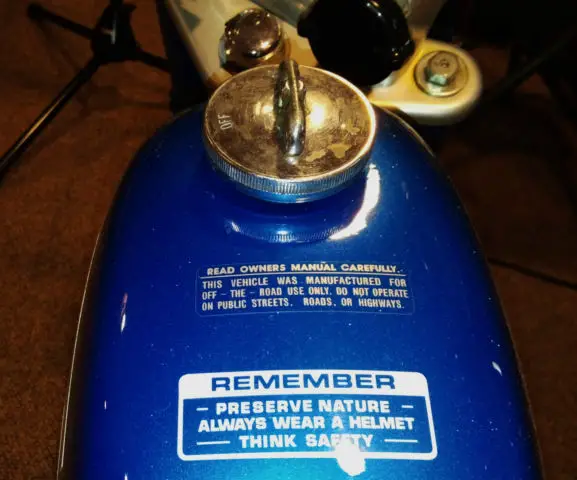 OFF
READ OWNERS MANUAL CAREFULLY.
THIS VEHICLE WAS MANUFACTURED FOR
OFF - THE - ROAD USE ONLY. DO NOT OPERATE
ON PUBLIC STREETS. ROADS. OR HIGHWAYS.
REMEMBER
- PRESERVE NATURE -
ALWAYS WEAR A HELMET
- THINK SAFETY -